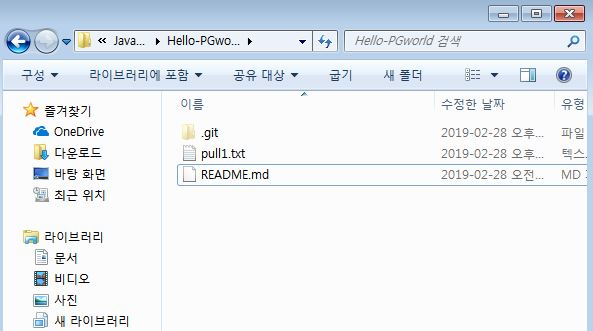 « Java... ▸ Hello-PGwo... ▸
Hello-PGworld 검색
구성 라이브러리에 포함 공유 대상 굽기 새 폴더
즐겨찾기
OneDrive
다운로드
바탕 화면
최근 위치
라이브러리
문서
비디오
사진
새 라이브러리
이름 수정한 날짜 유형
.git 2019-02-28 오후... 파일
pull1.txt 2019-02-28 오후... 텍스...
README.md 2019-02-28 오전... MD